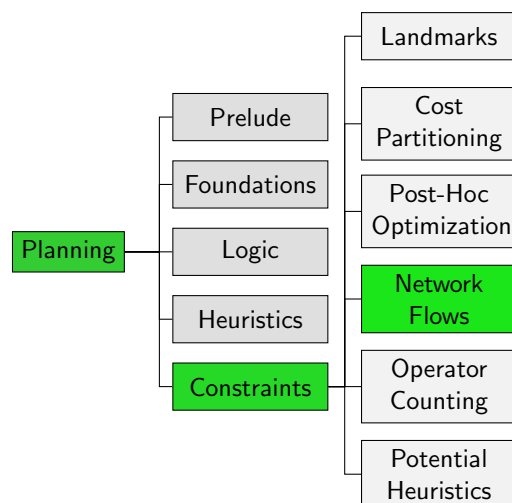 Planning
Prelude
Foundations
Logic
Heuristics
Constraints
Landmarks
Cost
Partitioning
Post-Hoc
Optimization
Network
Flows
Operator
Counting
Potential
Heuristics